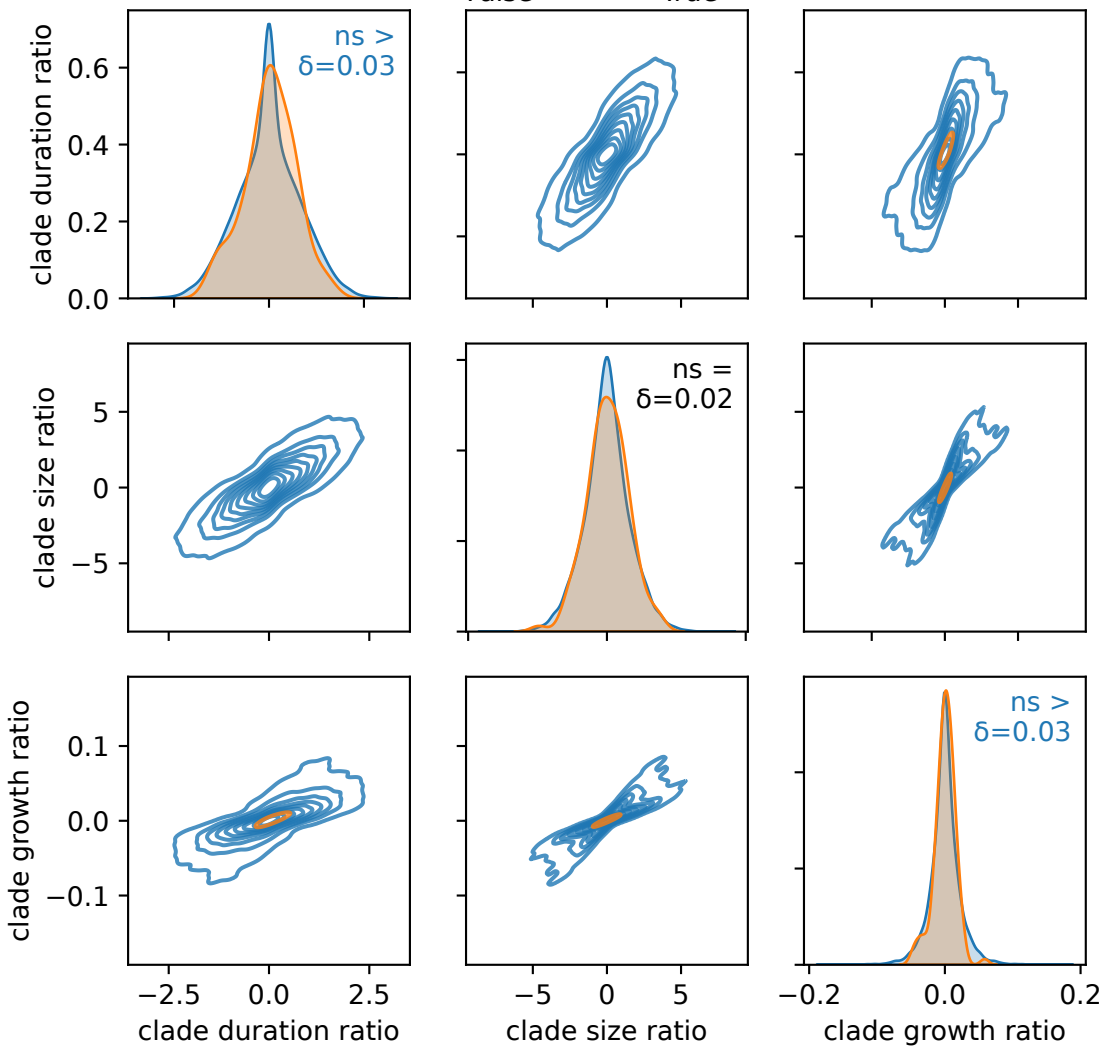 True
clade duration ratio
0.6
0.4
0.2
0.0
ns >
δ=0.03
clade size ratio
5
0
−5
ns =
δ=0.02
clade growth ratio
0.1
0.0
−0.1
ns >
δ=0.03
−2.5 0.0 2.5
clade duration ratio
−5 0 5
clade size ratio
−0.2 0.0 0.2
clade growth ratio